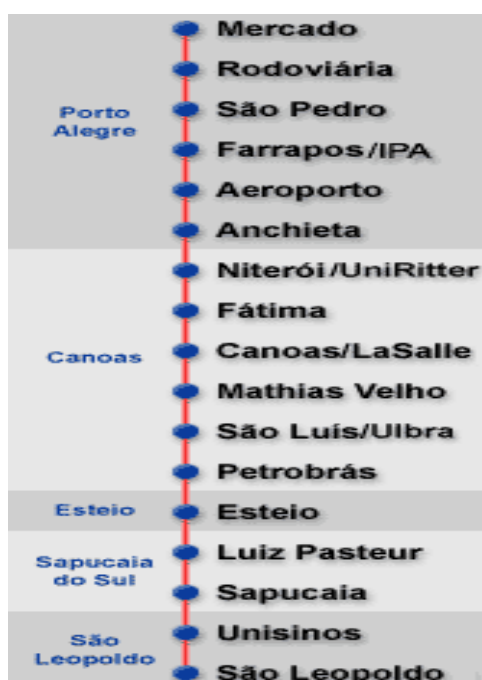 Mercado
Rodoviária
São Pedro
Porto
Alegre
Farrapos/IPA
Aeroporto
Anchieta
Niterói/UniRitter
Fátima
Canoas
Canoas/LaSalle
Mathias Velho
São Luís/Ulbra
Petrobrás
Esteio
Esteio
Sapucaia
do Sul
Luiz Pasteur
Sapucaia
São
Leopoldo
Unisinos
São Leopoldo